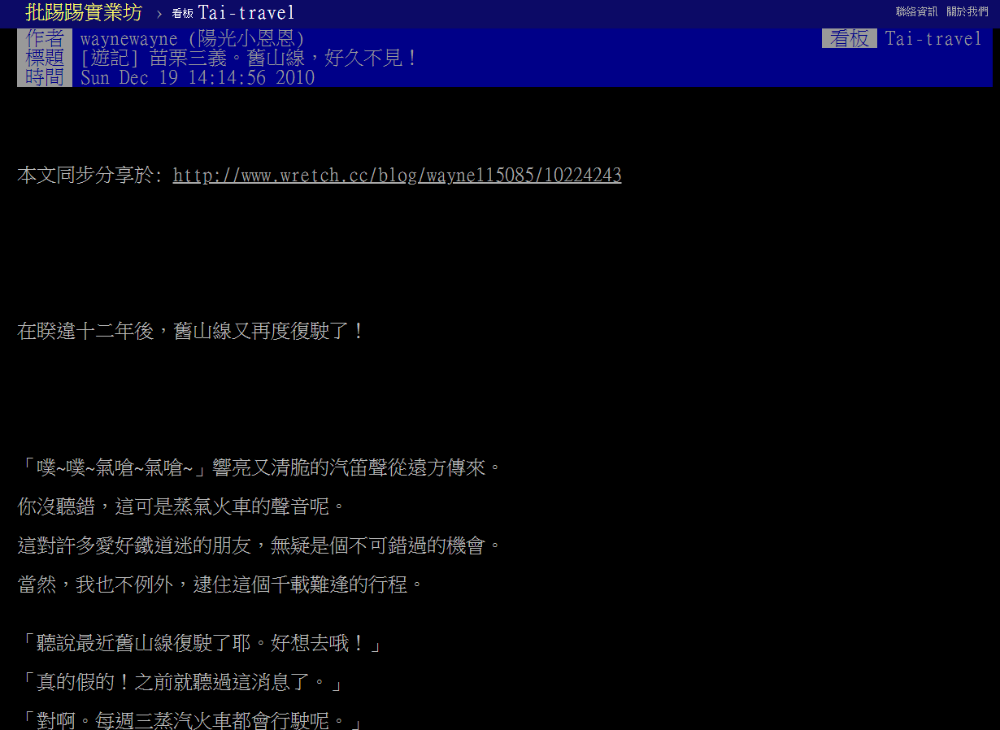 批踢踢實業坊 › 看板 Tai-travel 聯絡資訊 關於我們
作者 waynewayne (陽光小恩恩) 看板 Tai-travel
標題 [遊記] 苗栗三義。舊山線，好久不見！
時間 Sun Dec 19 14:14:56 2010
本文同步分享於: http://www.wretch.cc/blog/wayne115085/10224243
在睽違十二年後，舊山線又再度復駛了！
「噗~噗~氣嗆~氣嗆~」響亮又清脆的汽笛聲從遠方傳來。
你沒聽錯，這可是蒸氣火車的聲音呢。
這對許多愛好鐵道迷的朋友，無疑是個不可錯過的機會。
當然，我也不例外，逮住這個千載難逢的行程。
「聽說最近舊山線復駛了耶。好想去哦！」
「真的假的！之前就聽過這消息了。」
「對啊。每週三蒸汽火車都會行駛呢。」